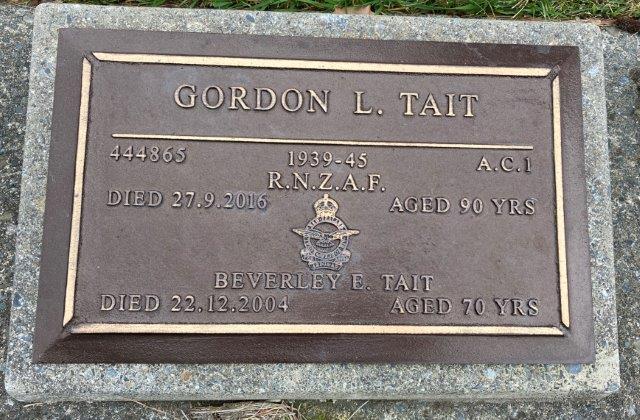 GORDON L. TAIT
444865 1939-45 A.C.1
R.N.Z.A.F.
DIED 27.9.2016 AGED 90 YRS
BEVERLEY E. TAIT
DIED 22.12.2004 AGED 70 YRS